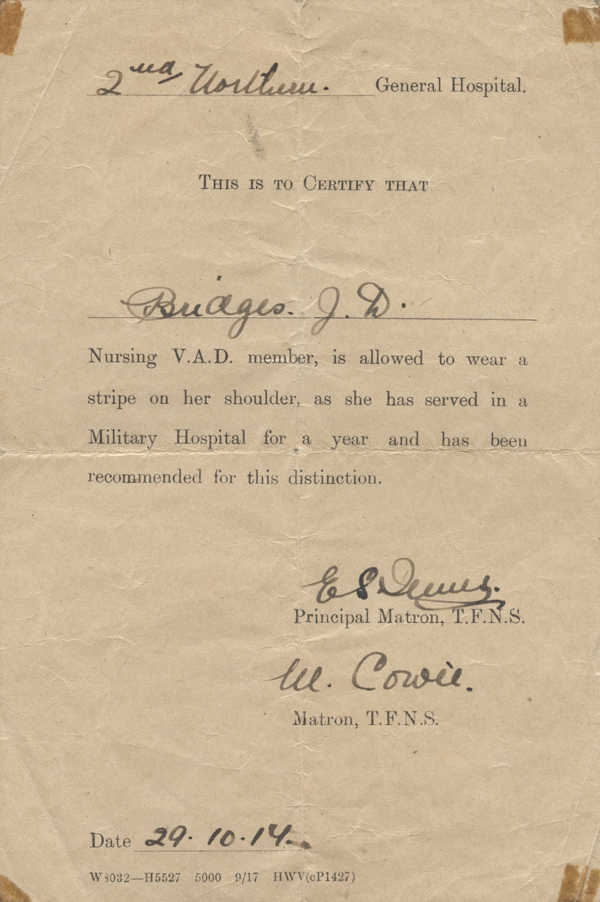 2nd Northern. General Hospital.
THIS IS TO CERTIFY THAT
Bridges. J. D.
Nursing V.A.D. member, is allowed to wear a
stripe on her shoulder, as she has served in a
Military Hospital for a year and has been
recommended for this distinction.
E S
Principal Matron, T.F.N.S.
M. Cowie.
Matron, T.F.N.S.
Date 29.10.17.
W8032—H5527 5000 9/17 HWV(cP1427)